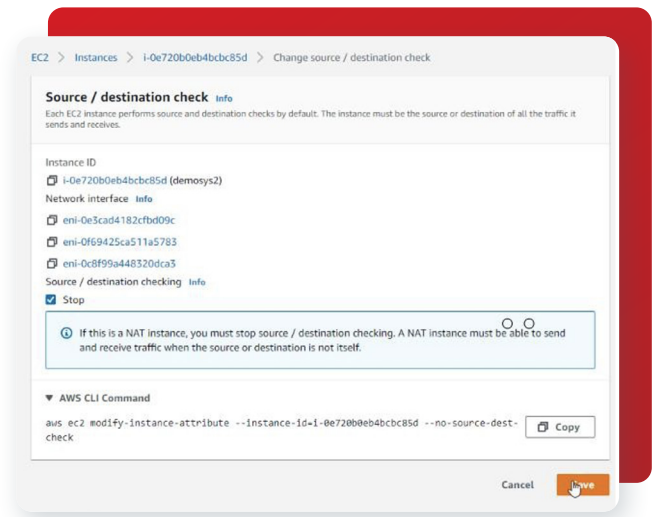 EC2 > Instances > i-0e720b0eb4bcbc85d > Change source / destination check
Source / destination check Info
Each EC2 instance performs source and destination checks by default. The instance must be the source or destination of all the traffic it
sends and receives.
Instance ID
i-0e720b0eb4bcbc85d (demosys2)
Network interface Info
eni-0e3cad4182cfbd09c
eni-0f69425ca511a5783
eni-0c8f99a448320dca3
Source / destination checking Info
Stop
If this is a NAT instance, you must stop source / destination checking. A NAT instance must be able to send
and receive traffic when the source or destination is not itself.
AWS CLI Command
aws ec2 modify-instance-attribute --instance-id=i-0e720b0eb4bcbc85d --no-source-dest-
check
Copy
Cancel